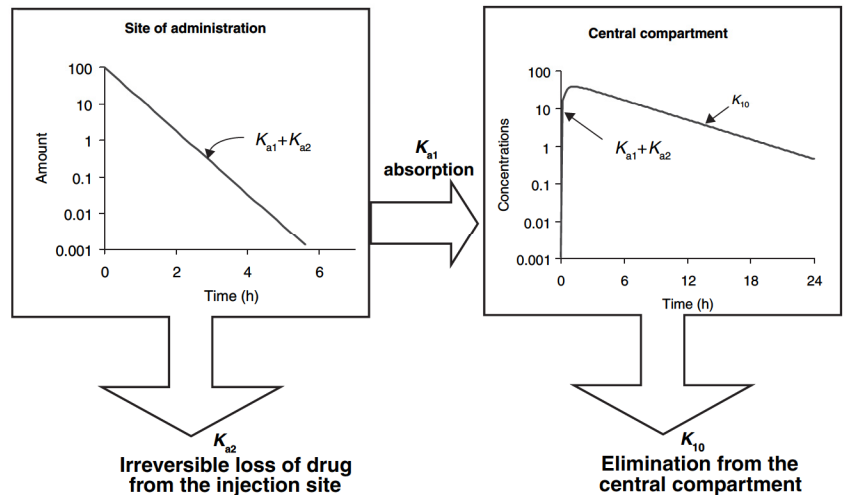 Site of administration
100
10
1
0.1
0.01
0.001
Amount
0
2
4
6
Time (h)
Ka1+Ka2
Ka1
absorption
Central compartment
100
10
1
0.1
0.01
0.001
Concentrations
0
6
12
18
24
Time (h)
K10
Ka1+Ka2
Ka2
Irreversible loss of drug
from the injection site
K10
Elimination from the
central compartment